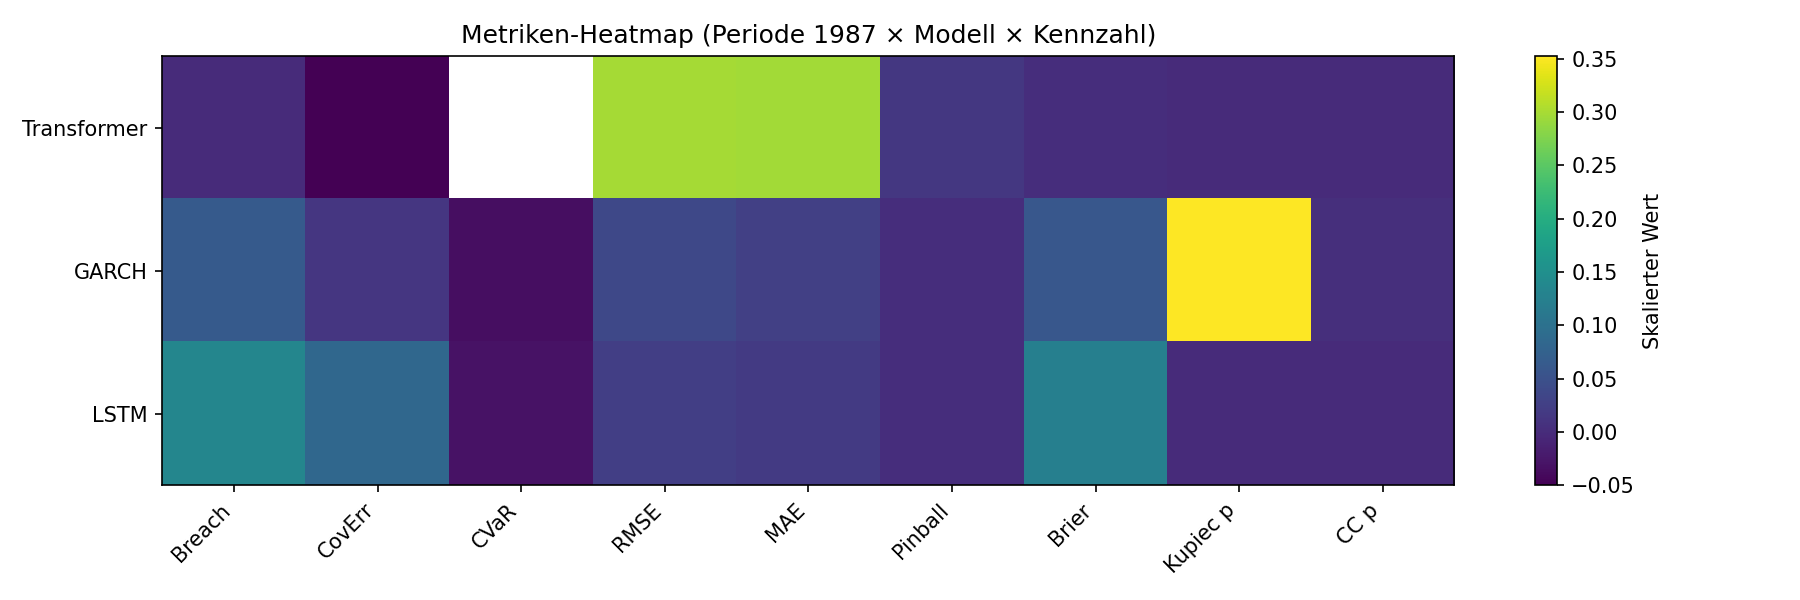 Metriken-Heatmap (Periode 1987 × Modell × Kennzahl)
Transformer
GARCH
LSTM
Breach
CovErr
CVaR
RMSE
MAE
Pinball
Brier
Kupiec p
CC p
0.35
0.30
0.25
0.20
0.15
0.10
0.05
0.00
−0.05
Skalierter Wert